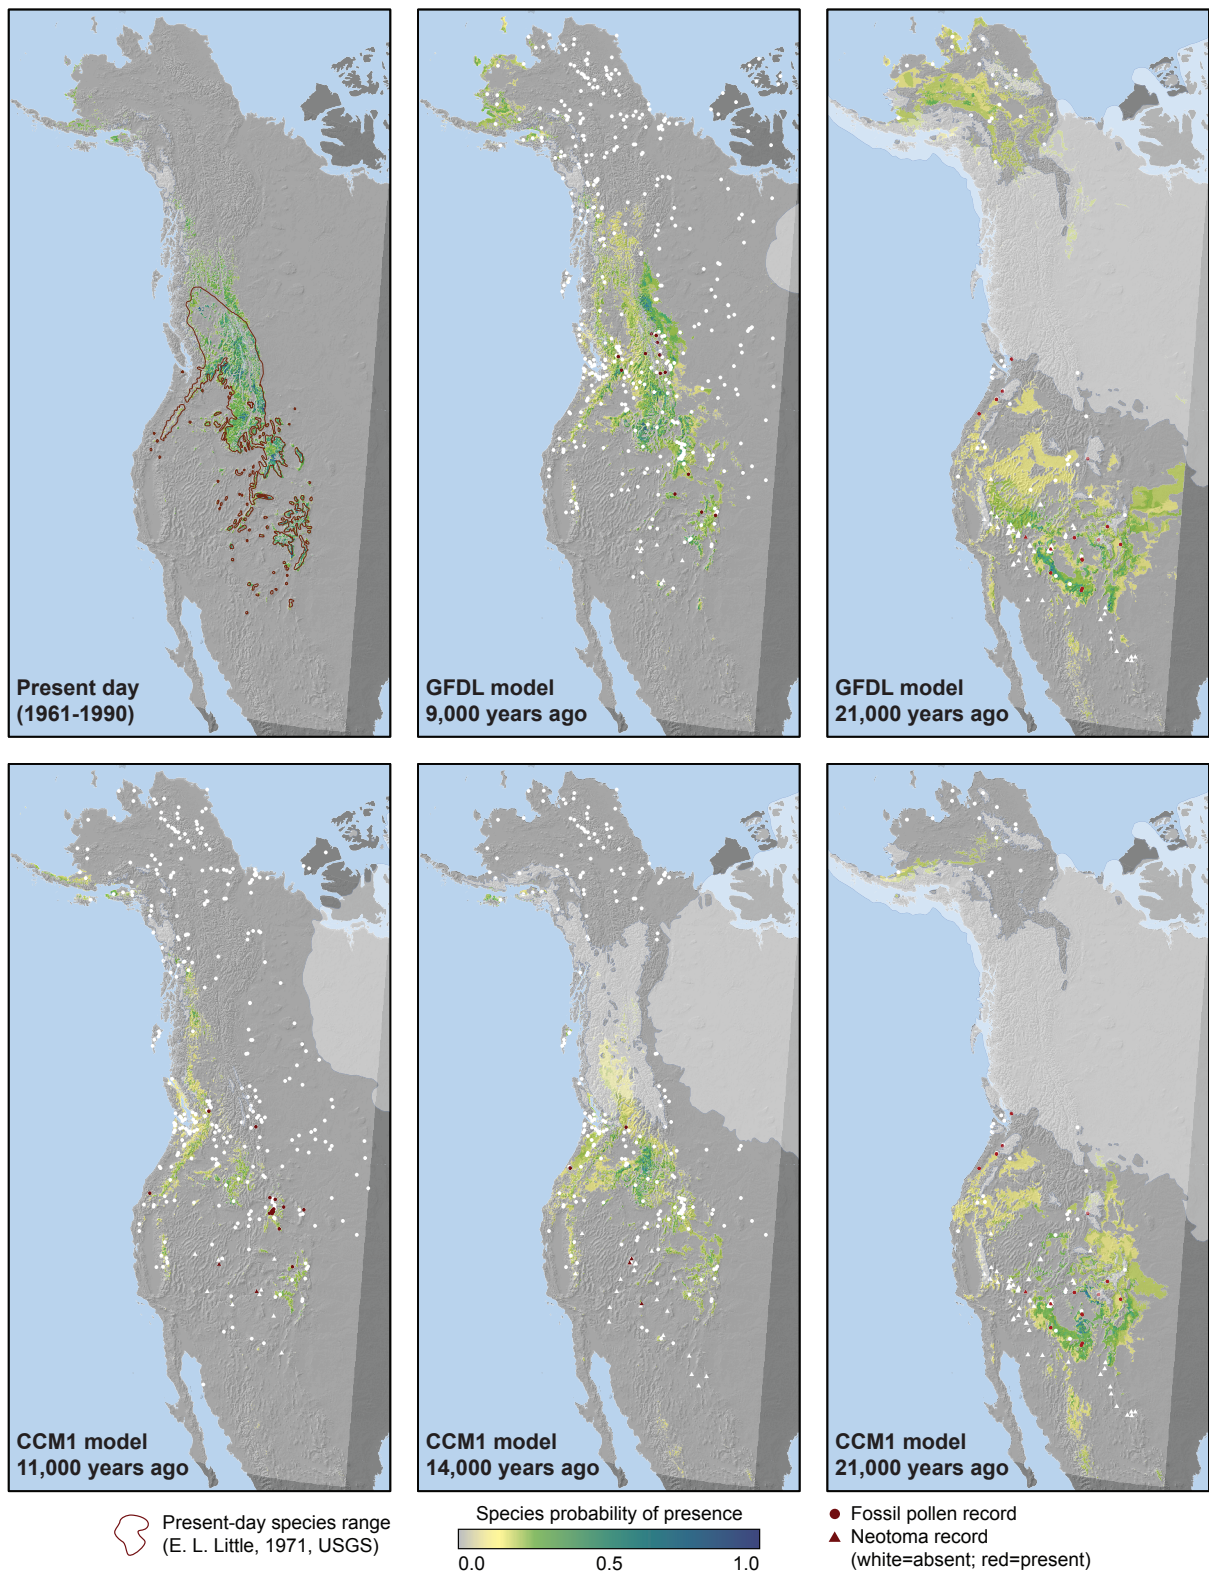 Present day
(1961-1990)
GFDL model
9,000 years ago
GFDL model
21,000 years ago
CCM1 model
11,000 years ago
CCM1 model
14,000 years ago
CCM1 model
21,000 years ago
Present-day species range
(E. L. Little, 1971, USGS)
Species probability of presence
0.0
0.5
1.0
Fossil pollen record
Neotoma record
(white=absent; red=present)